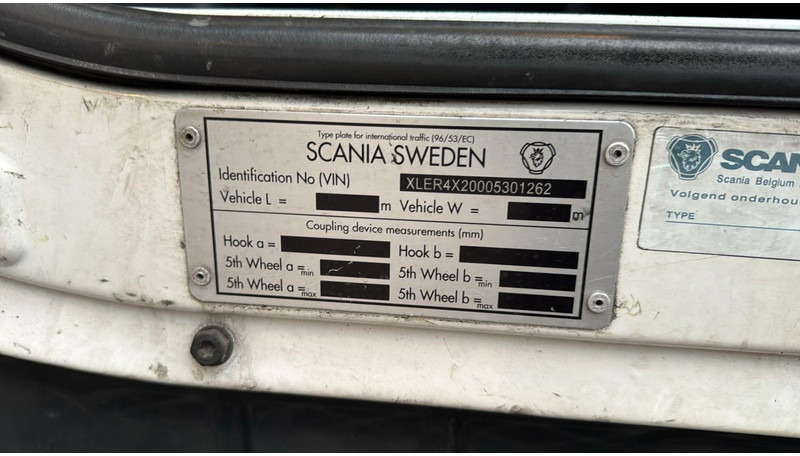 Type plate for international traffic (96/53/EC)
SCANIA SWEDEN
Identification No (VIN) XLER4X20005301262
Vehicle L = m Vehicle W = m
Coupling device measurements (mm)
Hook a = Hook b =
5th Wheel a = min 5th Wheel b = min
5th Wheel a = max 5th Wheel b = max
SCAN
Scania Belgium
Volgend onderhou
TYPE